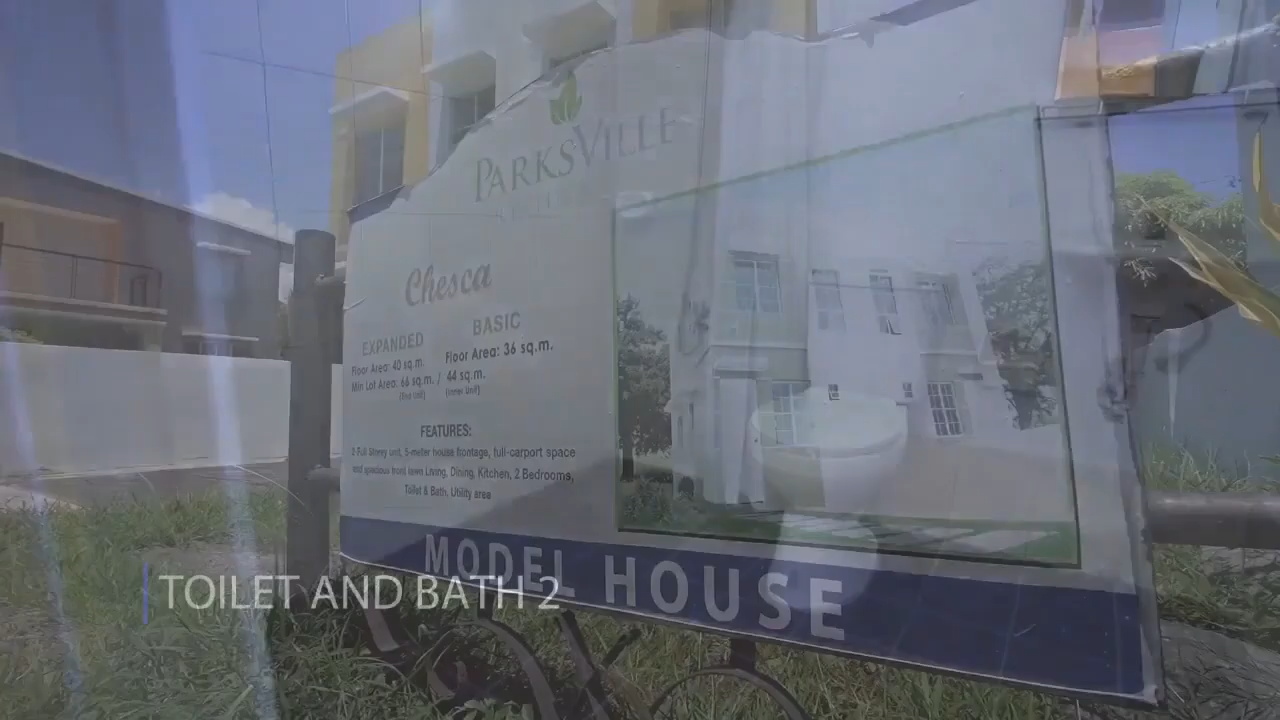 PARKSVILLE
Chesca
EXPANDED
Floor Area: 40 sq.m.
Min Lot Area: 66 sq.m. / 44 sq.m.
(End Unit) (Inner Unit)
BASIC
Floor Area: 36 sq.m.
FEATURES:
2 Full Storey unit, 5-meter house frontage, full-carport space
and spacious front lawn Living, Dining, Kitchen, 2 Bedrooms,
Toilet & Bath, Utility area
MODEL HOUSE
TOILET AND BATH 2